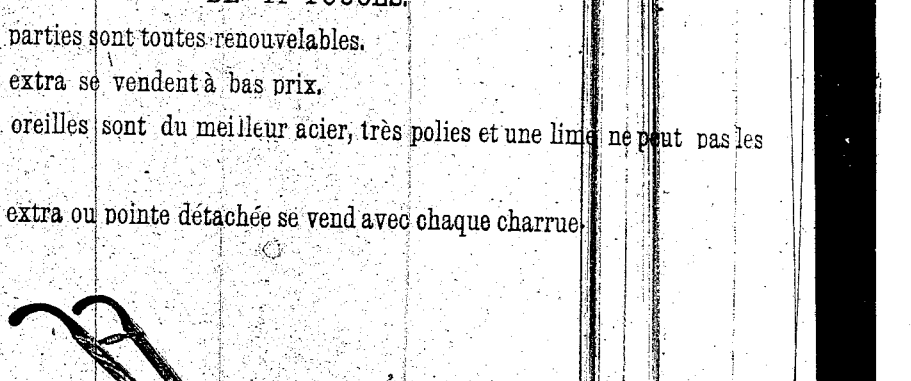 parties sont toutes renouvelables.
extra se vendent à bas prix.
oreilles sont du meilleur acier, très polies et une lime ne peut pas les
extra ou pointe détachée se vend avec chaque charrue.